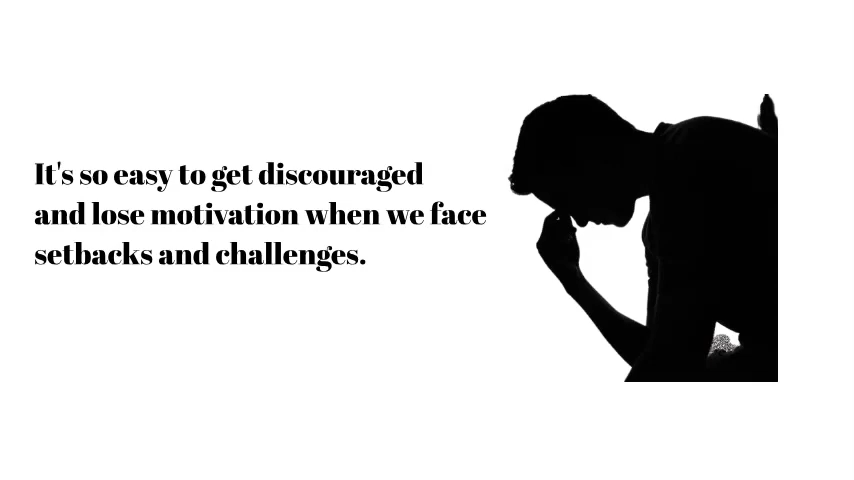 It's so easy to get discouraged
and lose motivation when we face
setbacks and challenges.